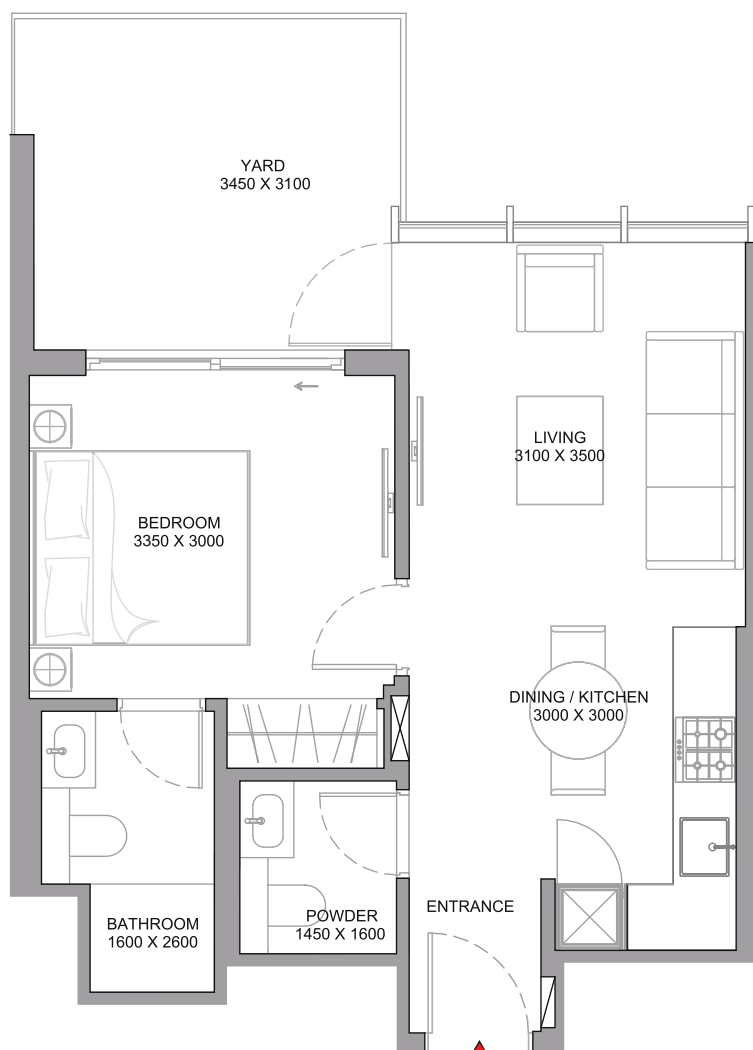 YARD
3450 X 3100
LIVING
3100 X 3500
BEDROOM
3350 X 3000
DINING / KITCHEN
3000 X 3000
ENTRANCE
POWDER
1450 X 1600
BATHROOM
1600 X 2600